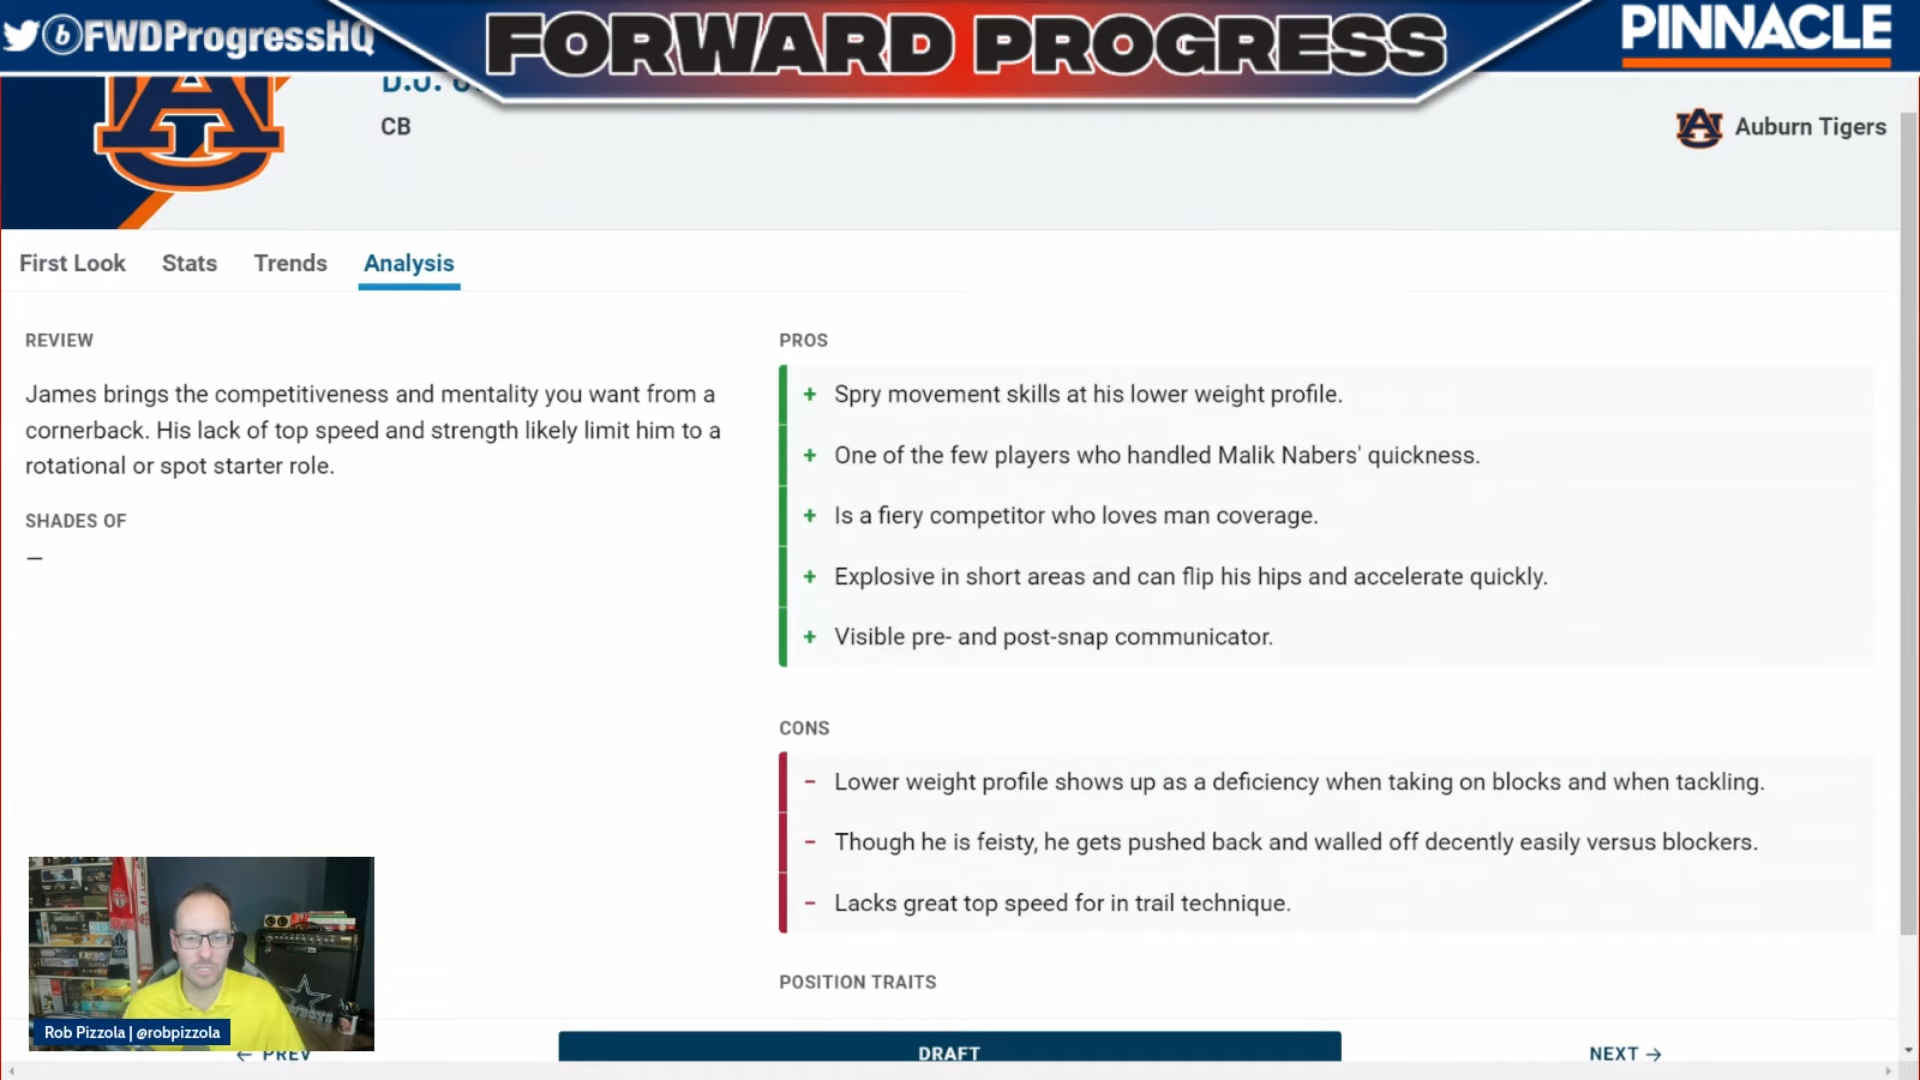 @FWDProgressHQ
FORWARD PROGRESS
PINNACLE
D.J.
CB
Auburn Tigers
First Look
Stats
Trends
Analysis
REVIEW
James brings the competitiveness and mentality you want from a
cornerback. His lack of top speed and strength likely limit him to a
rotational or spot starter role.
SHADES OF
—
PROS
+ Spry movement skills at his lower weight profile.
+ One of the few players who handled Malik Nabers' quickness.
+ Is a fiery competitor who loves man coverage.
+ Explosive in short areas and can flip his hips and accelerate quickly.
+ Visible pre- and post-snap communicator.
CONS
- Lower weight profile shows up as a deficiency when taking on blocks and when tackling.
- Though he is feisty, he gets pushed back and walled off decently easily versus blockers.
- Lacks great top speed for in trail technique.
POSITION TRAITS
Rob Pizzola | @robpizzola
← PREV
DRAFT
NEXT →